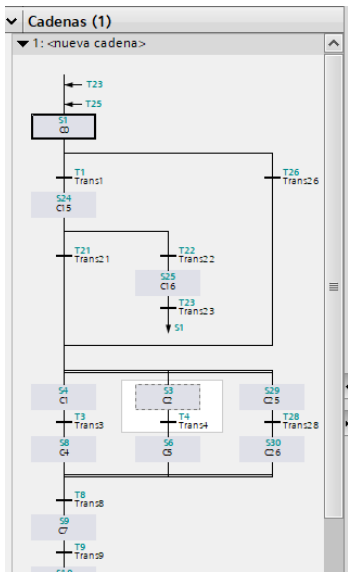 Cadenas (1)
1: <nueva cadena>
T23
T25
S1
C0
T1
Trans1
T26
Trans26
S24
C15
T21
Trans21
T22
Trans22
S25
C16
T23
Trans23
S1
S4
C1
S3
C2
S29
C25
T3
Trans3
T4
Trans4
T28
Trans28
S8
C4
S6
C5
S30
C26
T8
Trans8
S9
C7
T9
Trans9